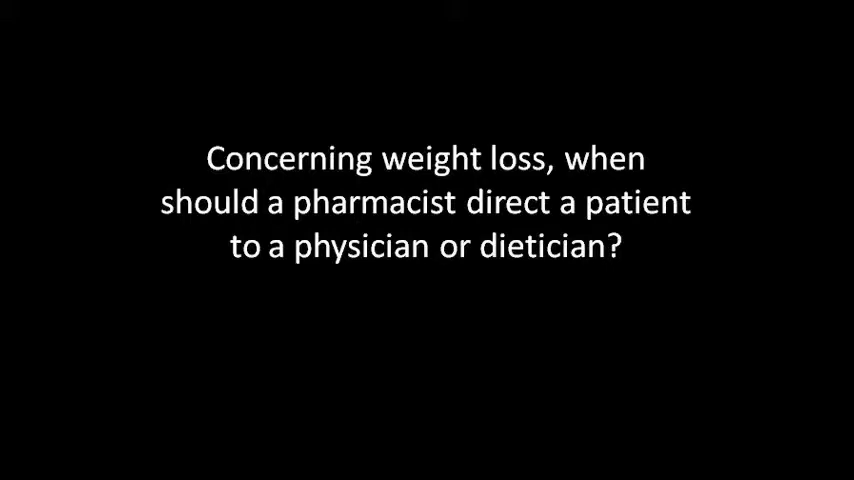 Concerning weight loss, when
should a pharmacist direct a patient
to a physician or dietician?